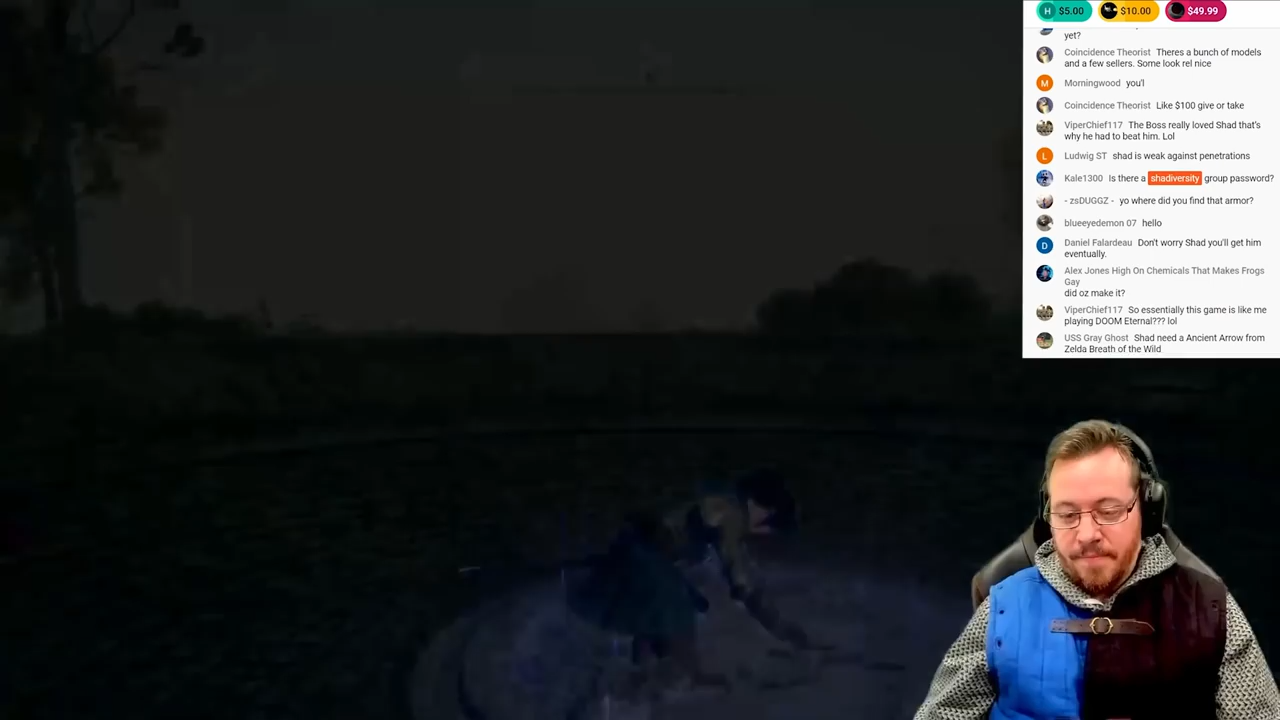 H $5.00 $10.00 $49.99
yet?
Coincidence Theorist Theres a bunch of models
and a few sellers. Some look rel nice
M Morningwood you'l
Coincidence Theorist Like $100 give or take
ViperChief117 The Boss really loved Shad that's
why he had to beat him. Lol
L Ludwig ST shad is weak against penetrations
Kale1300 Is there a shadiversity group password?
- zsDUGGZ - yo where did you find that armor?
blueeyedemon 07 hello
D Daniel Falardeau Don't worry Shad you'll get him
eventually.
Alex Jones High On Chemicals That Makes Frogs
Gay
did oz make it?
ViperChief117 So essentially this game is like me
playing DOOM Eternal??? lol
USS Gray Ghost Shad need a Ancient Arrow from
Zelda Breath of the Wild